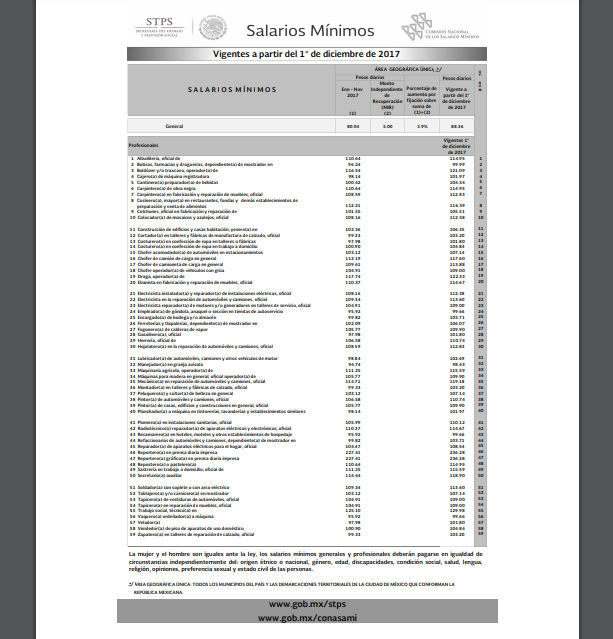 STPS
SECRETARÍA DEL TRABAJO
Y PREVISIÓN SOCIAL
Salarios Mínimos
COMISIÓN NACIONAL
DE LOS SALARIOS MÍNIMOS
Vigentes a partir del 1° de diciembre de 2017
SALARIOS MÍNIMOS
ÁREA GEOGRÁFICA ÚNICA
Pesos diarios
Pesos diarios
Ene - Nov 2017 (1)
Monto Independiente de Recuperación (MIR) (2)
Porcentaje de aumento por fijación sobre suma de (1)+(2)
Vigente a partir del 1° de diciembre de 2017
General 80.04 5.00 3.9% 88.36
Profesionales
Vigentes 1° de diciembre de 2017
1 Albañilería, oficial de 110.64 114.95 1
2 Boticas, farmacias y droguerías, dependiente(a) de mostrador en 96.24 99.99 2
3 Buldózer y/o traxcavo, operador(a) de 116.54 121.09 3
4 Cajero(a) de máquina registradora 98.14 101.97 4
5 Cantinero(a) preparador(a) de bebidas 100.42 104.34 5
6 Carpintero(a) de obra negra 110.64 114.95 6
7 Carpintero(a) en fabricación y reparación de muebles, oficial 108.59 112.83 7
8 Cocinero(a), mayor(a) en restaurantes, fondas y demás establecimientos de
preparación y venta de alimentos 112.21 116.59 8
9 Colchones, oficial en fabricación y reparación de 101.55 105.51 9
10 Colocador(a) de mosaicos y azulejos, oficial 108.16 112.38 10
11 Construcción de edificios y casas habitación, yesero(a) en 102.36 106.35 11
12 Cortador(a) en talleres y fábricas de manufactura de calzado, oficial 99.33 103.20 12
13 Costurero(a) en confección de ropa en talleres o fábricas 97.98 101.80 13
14 Costurero(a) en confección de ropa en trabajo a domicilio 100.90 104.84 14
15 Chofer acomodador(a) de automóviles en estacionamientos 103.12 107.14 15
16 Chofer de camión de carga en general 113.19 117.60 16
17 Chofer de camioneta de carga en general 109.61 113.88 17
18 Chofer operador(a) de vehículos con grúa 104.91 109.00 18
19 Draga, operador(a) de 117.74 122.33 19
20 Ebanista en fabricación y reparación de muebles, oficial 110.37 114.67 20
21 Electricista instalador(a) y reparador(a) de instalaciones eléctricas, oficial 108.16 112.38 21
22 Electricista en la reparación de automóviles y camiones, oficial 109.34 113.60 22
23 Electricista reparador(a) de motores y/o generadores en talleres de servicio, oficial 104.91 109.00 23
24 Empleado(a) de góndola, anaquel o sección en tiendas de autoservicio 95.92 99.66 24
25 Encargado(a) de bodega y/o almacén 99.82 103.71 25
26 Ferreterías y tlapalerías, dependiente(a) de mostrador en 102.09 106.07 26
27 Fogonero(a) de calderas de vapor 105.77 109.90 27
28 Gasolinero(a), oficial 97.98 101.80 28
29 Herrería, oficial de 106.58 110.74 29
30 Hojalatero(a) en la reparación de automóviles y camiones, oficial 108.59 112.83 30
31 Lubricador(a) de automóviles, camiones y otros vehículos de motor 98.84 102.69 31
32 Manejador(a) en granja avícola 94.74 98.43 32
33 Maquinaria agrícola, operador(a) de 111.25 115.59 33
34 Máquinas para madera en general, oficial operador(a) de 105.77 109.90 34
35 Mecánico(a) en reparación de automóviles y camiones, oficial 114.71 119.18 35
36 Montador(a) en talleres y fábricas de calzado, oficial 99.33 103.20 36
37 Peluquero(a) y cultor(a) de belleza en general 103.12 107.14 37
38 Pintor(a) de automóviles y camiones, oficial 106.58 110.74 38
39 Pintor(a) de casas, edificios y construcciones en general, oficial 105.77 109.90 39
40 Planchador(a) a máquina en tintorerías, lavanderías y establecimientos similares 98.14 101.97 40
41 Plomero(a) en instalaciones sanitarias, oficial 105.99 110.12 41
42 Radiotécnico(a) reparador(a) de aparatos eléctricos y electrónicos, oficial 110.37 114.67 42
43 Recamarero(a) en hoteles, moteles y otros establecimientos de hospedaje 95.92 99.66 43
44 Refaccionarias de automóviles y camiones, dependiente(a) de mostrador en 99.82 103.71 44
45 Reparador(a) de aparatos eléctricos para el hogar, oficial 104.47 108.54 45
46 Reportero(a) en prensa diaria impresa 227.41 236.28 46
47 Reportero(a) gráfico(a) en prensa diaria impresa 227.41 236.28 47
48 Repostero(a) o pastelero(a) 110.64 114.95 48
49 Sastrería en trabajo a domicilio, oficial de 111.25 115.59 49
50 Secretario(a) auxiliar 114.44 118.90 50
51 Soldador(a) con soplete o con arco eléctrico 109.34 113.60 51
52 Tablajero(a) y/o carnicero(a) en mostrador 103.12 107.14 52
53 Tapicero(a) de vestiduras de automóviles, oficial 104.91 109.00 53
54 Tapicero(a) en reparación de muebles, oficial 104.91 109.00 54
55 Trabajo social, técnico(a) en 125.10 129.98 55
56 Vaquero(a) ordeñador(a) a máquina 95.92 99.66 56
57 Velador(a) 97.98 101.80 57
58 Vendedor(a) de piso de aparatos de uso doméstico 100.90 104.84 58
59 Zapatero(a) en talleres de reparación de calzado, oficial 99.33 103.20 59
La mujer y el hombre son iguales ante la ley, los salarios mínimos generales y profesionales deberán pagarse en igualdad de
circunstancias independientemente del: origen étnico o nacional, género, edad, discapacidades, condición social, salud, lengua,
religión, opiniones, preferencia sexual y estado civil de las personas.
ÁREA GEOGRÁFICA ÚNICA: TODOS LOS MUNICIPIOS DEL PAÍS Y LAS DEMARCACIONES TERRITORIALES DE LA CIUDAD DE MÉXICO QUE CONFORMAN LA
REPÚBLICA MEXICANA.
www.gob.mx/stps
www.gob.mx/conasami